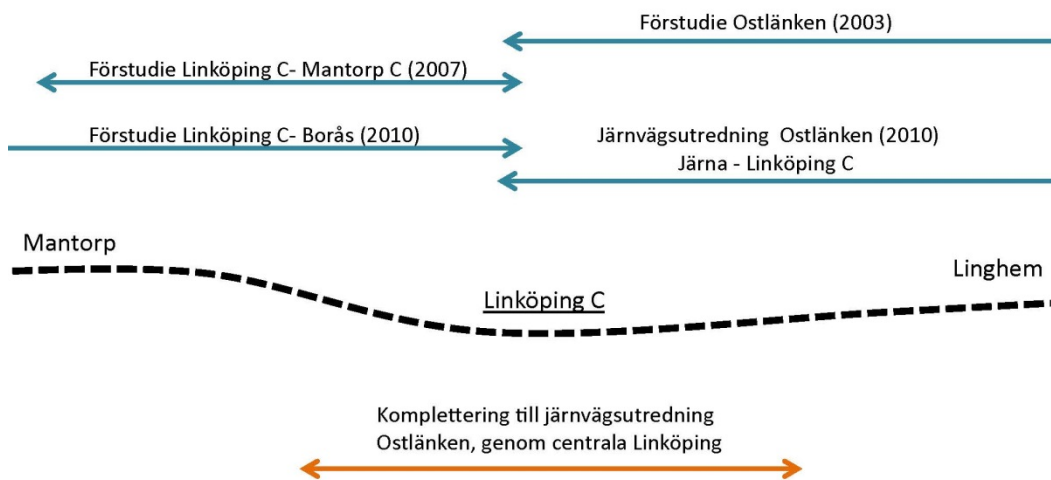 Förstudie Ostlänken (2003)
Förstudie Linköping C- Mantorp C (2007)
Förstudie Linköping C- Borås (2010)
Järnvägsutredning Ostlänken (2010)
Järna - Linköping C
Mantorp
Linghem
Linköping C
Komplettering till järnvägsutredning
Ostlänken, genom centrala Linköping